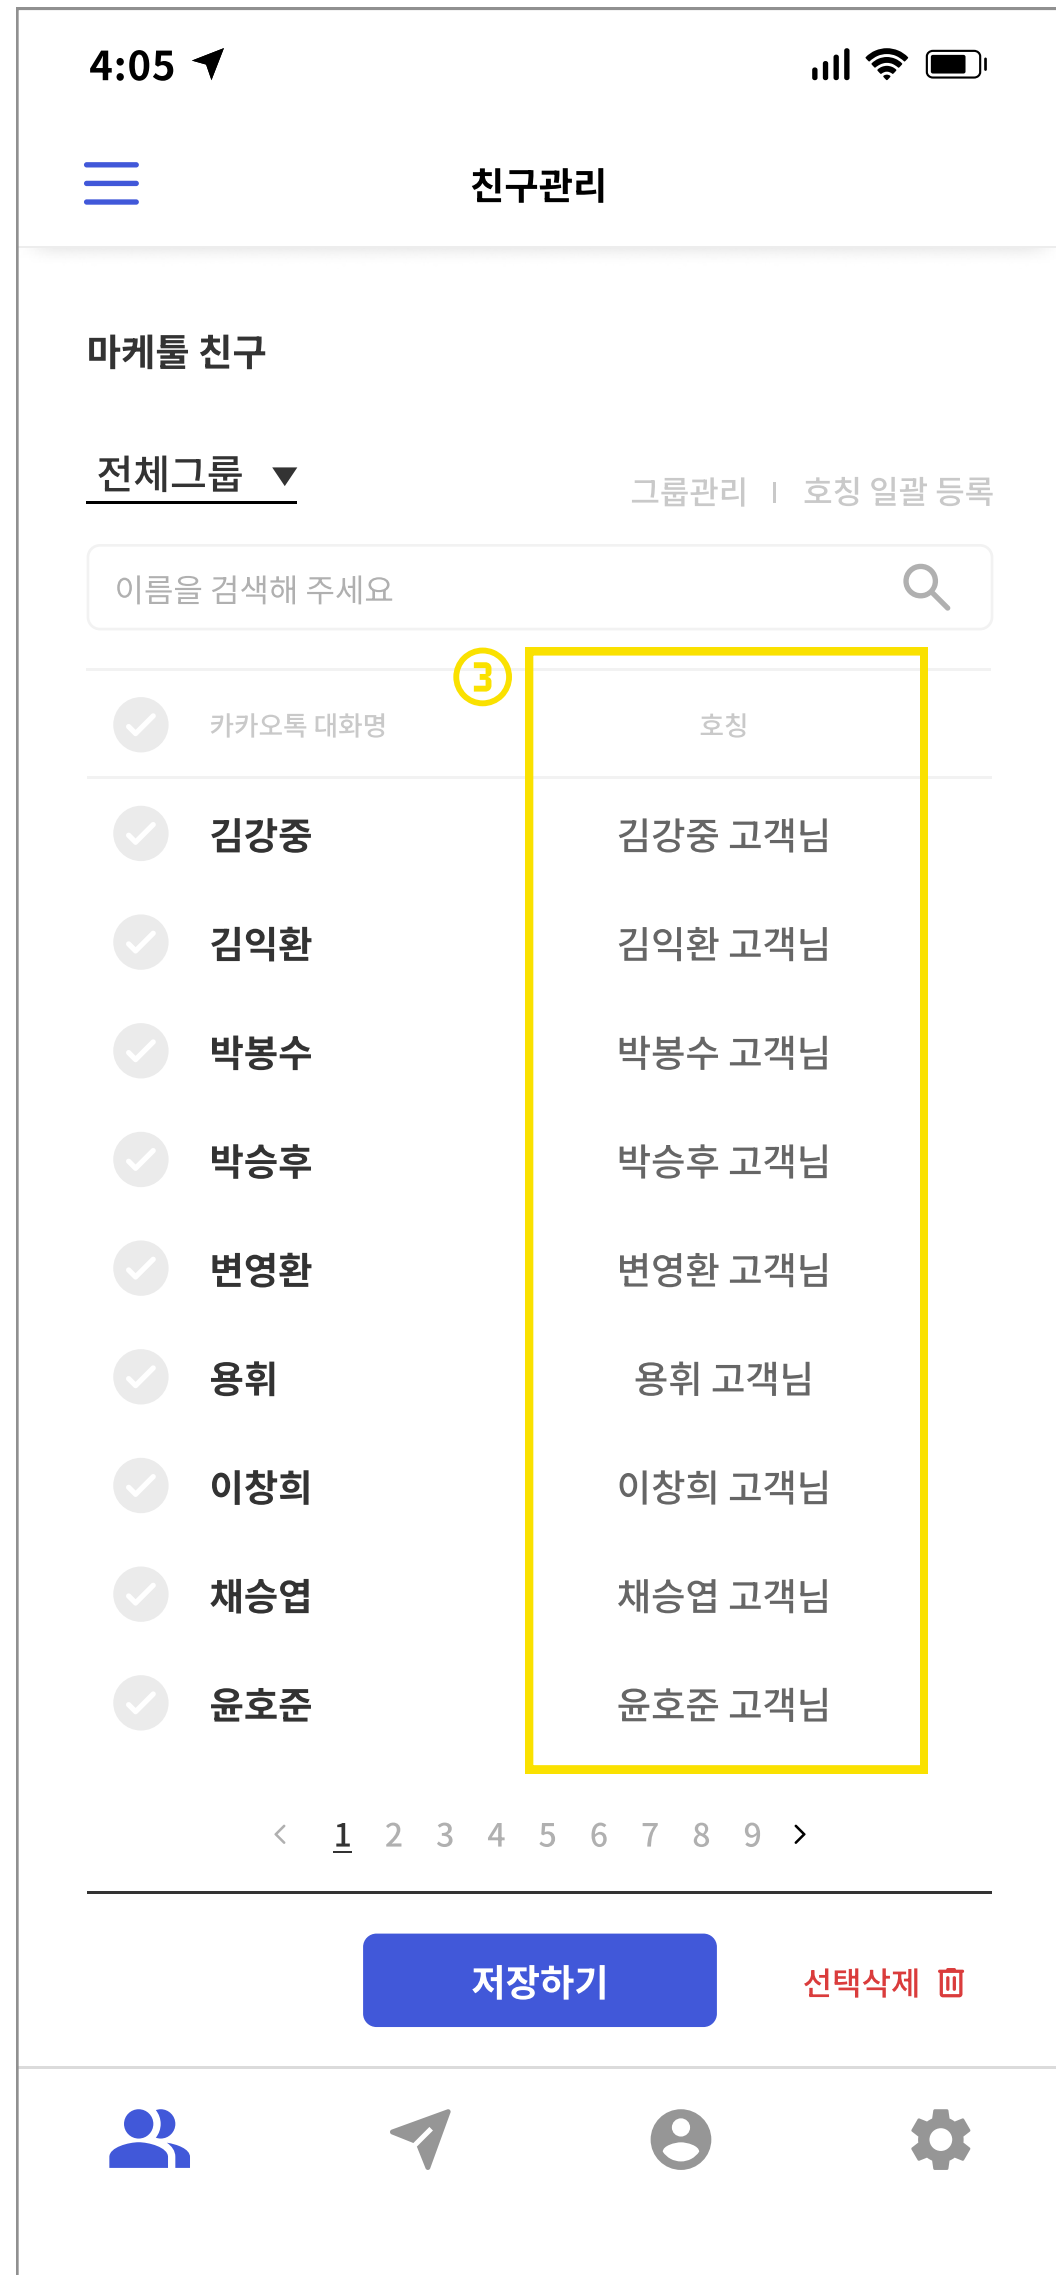 4:05
친구관리
마케툴 친구
전체그룹 ▼
그룹관리 | 호칭 일괄 등록
이름을 검색해 주세요
③
카카오톡 대화명 호칭
김강중 김강중 고객님
김익환 김익환 고객님
박봉수 박봉수 고객님
박승후 박승후 고객님
변영환 변영환 고객님
용휘 용휘 고객님
이창희 이창희 고객님
채승엽 채승엽 고객님
윤호준 윤호준 고객님
< 1 2 3 4 5 6 7 8 9 >
저장하기 선택삭제